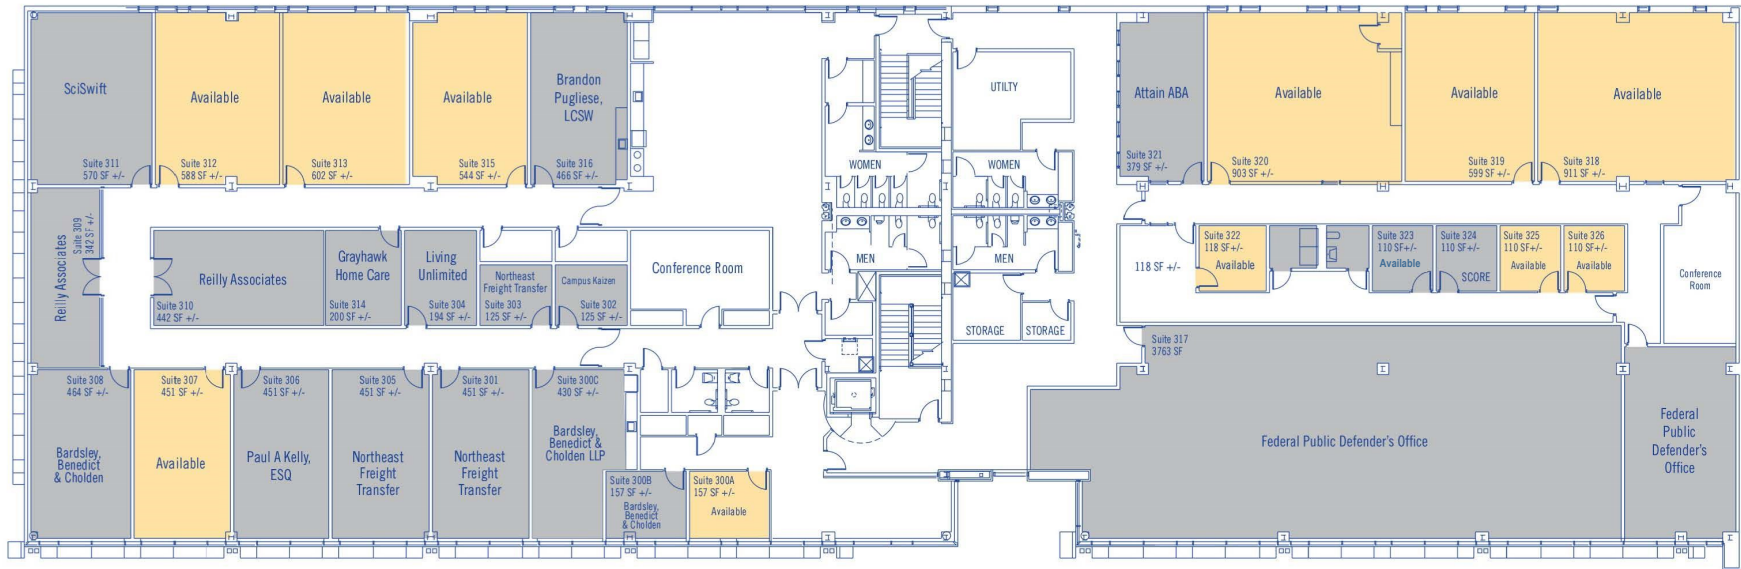 SciSwift
Suite 311
570 SF +/-
Available
Suite 312
588 SF +/-
Available
Suite 313
602 SF +/-
Available
Suite 315
544 SF +/-
Brandon
Pugliese,
LCSW
Suite 316
466 SF +/-
UTILTY
WOMEN
WOMEN
MEN
MEN
STORAGE
STORAGE
Attain ABA
Suite 321
379 SF +/-
Available
Suite 320
903 SF +/-
Available
Suite 319
599 SF +/-
Available
Suite 318
911 SF +/-
Reilly Associates
Suite 309
342 SF +/-
Reilly Associates
Suite 310
442 SF +/-
Grayhawk
Home Care
Suite 314
200 SF +/-
Living
Unlimited
Suite 304
194 SF +/-
Northeast
Freight Transfer
Suite 303
125 SF +/-
Campus Kaizen
Suite 302
125 SF +/-
Conference Room
118 SF +/-
Suite 322
118 SF+/-
Available
Suite 323
110 SF+/-
Available
Suite 324
110 SF+/-
SCORE
Suite 325
110 SF+/-
Available
Suite 326
110 SF+/-
Available
Conference
Room
Suite 308
464 SF +/-
Bardsley,
Benedict
& Cholden
Suite 307
451 SF +/-
Available
Suite 306
451 SF +/-
Paul A Kelly,
ESQ
Suite 305
451 SF +/-
Northeast
Freight
Transfer
Suite 301
451 SF +/-
Northeast
Freight
Transfer
Suite 300C
430 SF +/-
Bardsley,
Benedict &
Cholden LLP
Suite 300B
157 SF +/-
Bardsley,
Benedict
& Cholden
Suite 300A
157 SF +/-
Available
Suite 317
3763 SF
Federal Public Defender's Office
Federal
Public
Defender's
Office